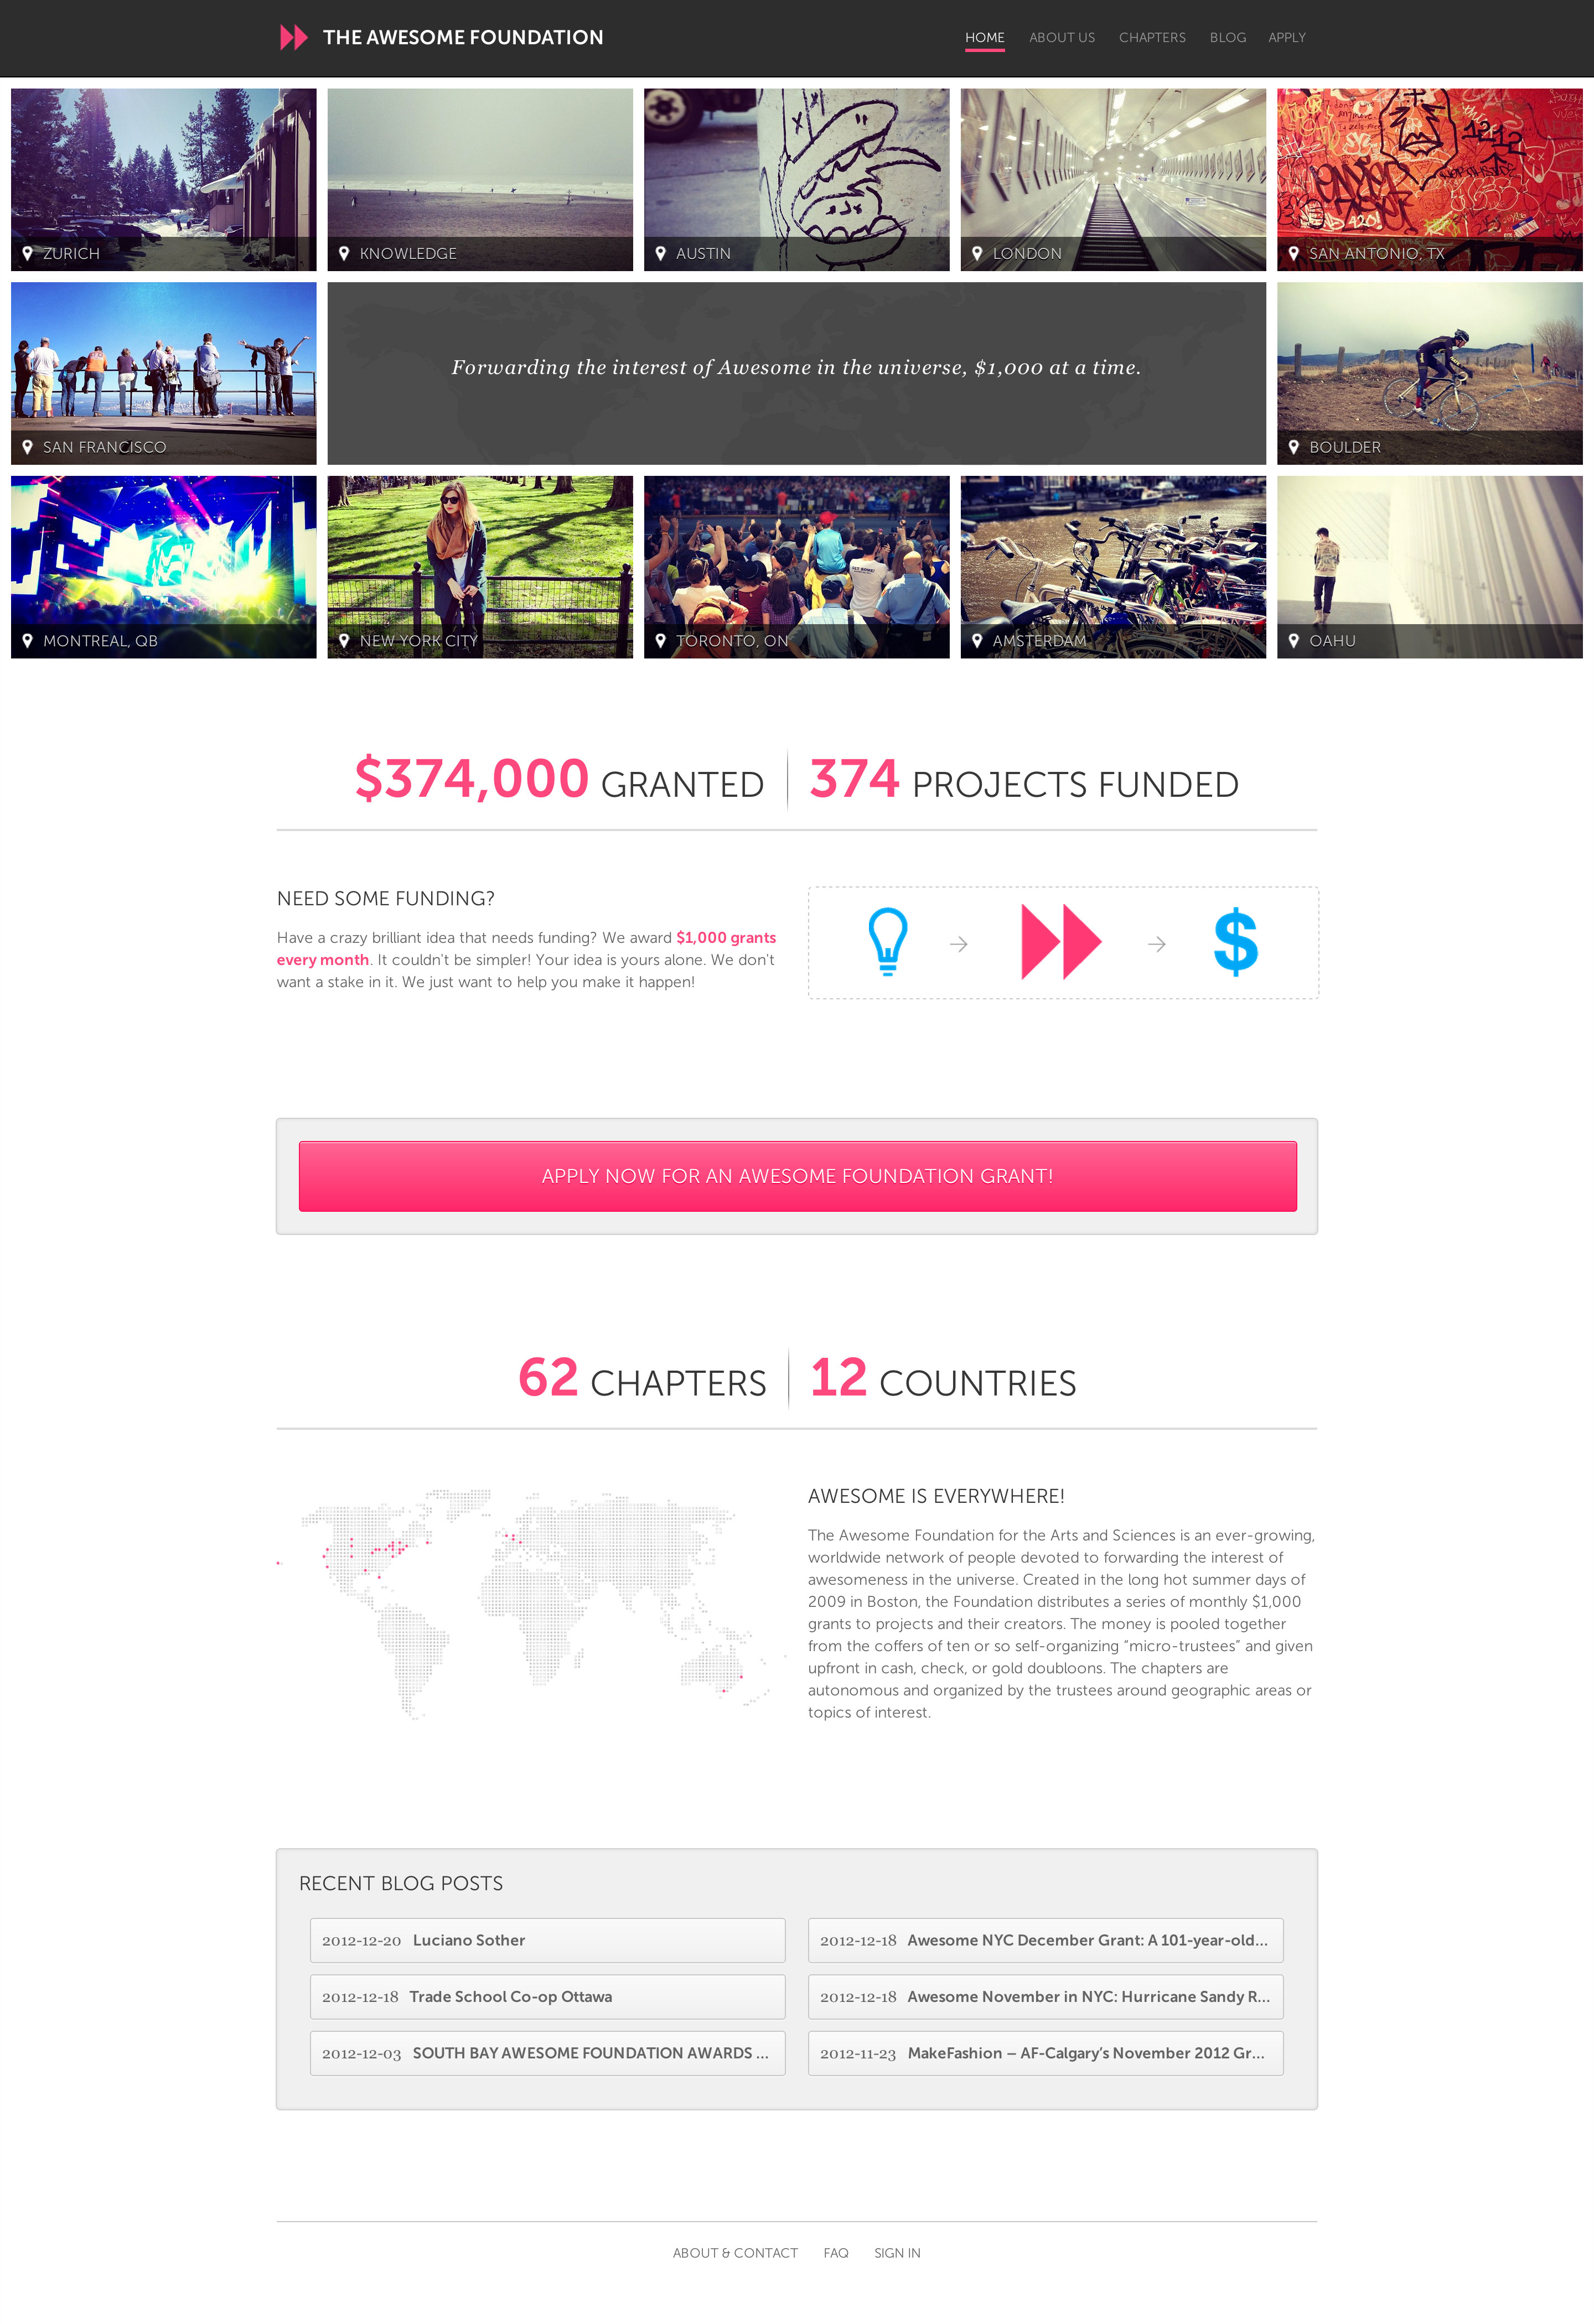 THE AWESOME FOUNDATION
HOME ABOUT US CHAPTERS BLOG APPLY
ZURICH
KNOWLEDGE
AUSTIN
LONDON
1212
SAN ANTONIO, TX
SAN FRANCISCO
Forwarding the interest of Awesome in the universe, $1,000 at a time.
BOULDER
MONTREAL, QB
NEW YORK CITY
TORONTO, ON
AMSTERDAM
OAHU
$374,000 GRANTED
374 PROJECTS FUNDED
NEED SOME FUNDING?
Have a crazy brilliant idea that needs funding? We award $1,000 grants
every month. It couldn't be simpler! Your idea is yours alone. We don't
want a stake in it. We just want to help you make it happen!
$
APPLY NOW FOR AN AWESOME FOUNDATION GRANT!
62 CHAPTERS
12 COUNTRIES
AWESOME IS EVERYWHERE!
The Awesome Foundation for the Arts and Sciences is an ever-growing,
worldwide network of people devoted to forwarding the interest of
awesomeness in the universe. Created in the long hot summer days of
2009 in Boston, the Foundation distributes a series of monthly $1,000
grants to projects and their creators. The money is pooled together
from the coffers of ten or so self-organizing “micro-trustees” and given
upfront in cash, check, or gold doubloons. The chapters are
autonomous and organized by the trustees around geographic areas or
topics of interest.
RECENT BLOG POSTS
2012-12-20 Luciano Sother
2012-12-18 Awesome NYC December Grant: A 101-year-old...
2012-12-18 Trade School Co-op Ottawa
2012-12-18 Awesome November in NYC: Hurricane Sandy R...
2012-12-03 SOUTH BAY AWESOME FOUNDATION AWARDS ...
2012-11-23 MakeFashion – AF-Calgary’s November 2012 Gr...
ABOUT & CONTACT FAQ SIGN IN